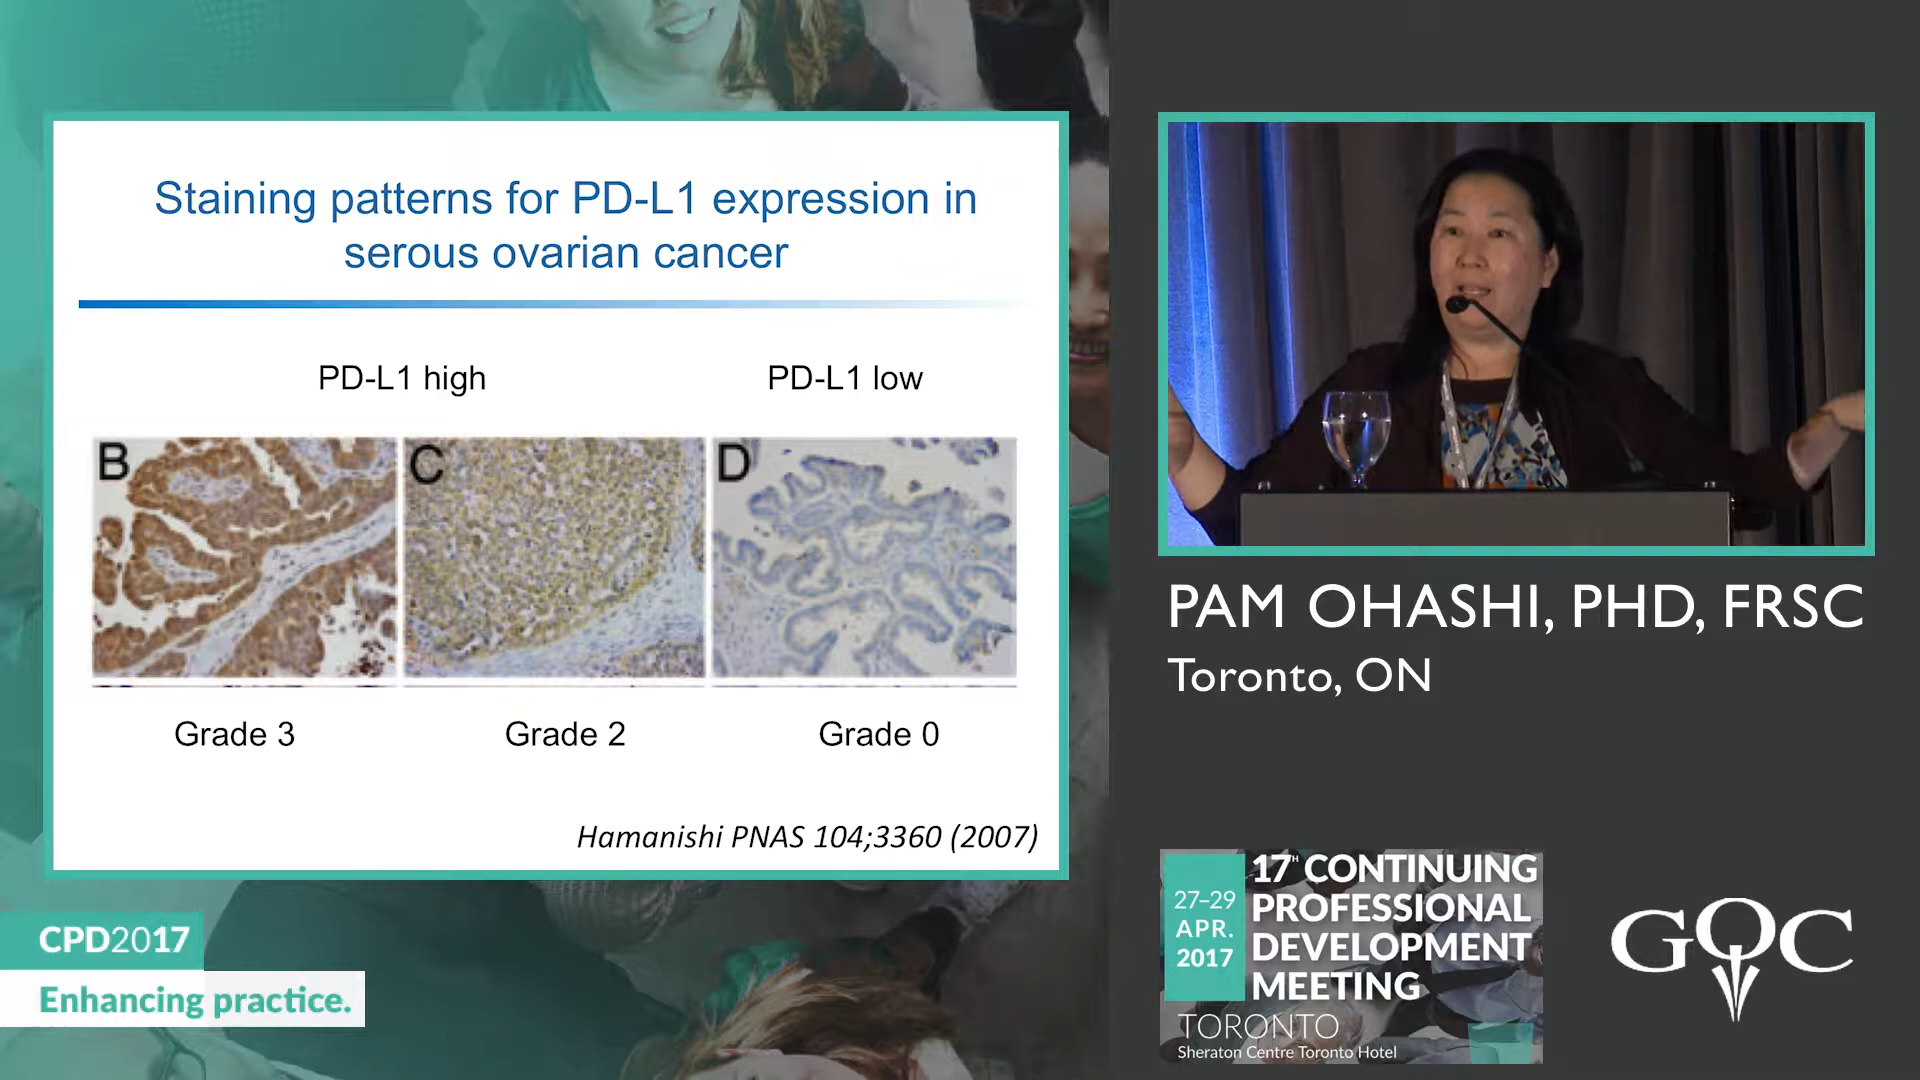 Staining patterns for PD-L1 expression in
serous ovarian cancer
PD-L1 high
PD-L1 low
B
C
D
Grade 3
Grade 2
Grade 0
Hamanishi PNAS 104;3360 (2007)
CPD2017
Enhancing practice.
PAM OHASHI, PHD, FRSC
Toronto, ON
27–29
APR.
2017
17TH CONTINUING
PROFESSIONAL
DEVELOPMENT
MEETING
TORONTO
Sheraton Centre Toronto Hotel
GOC